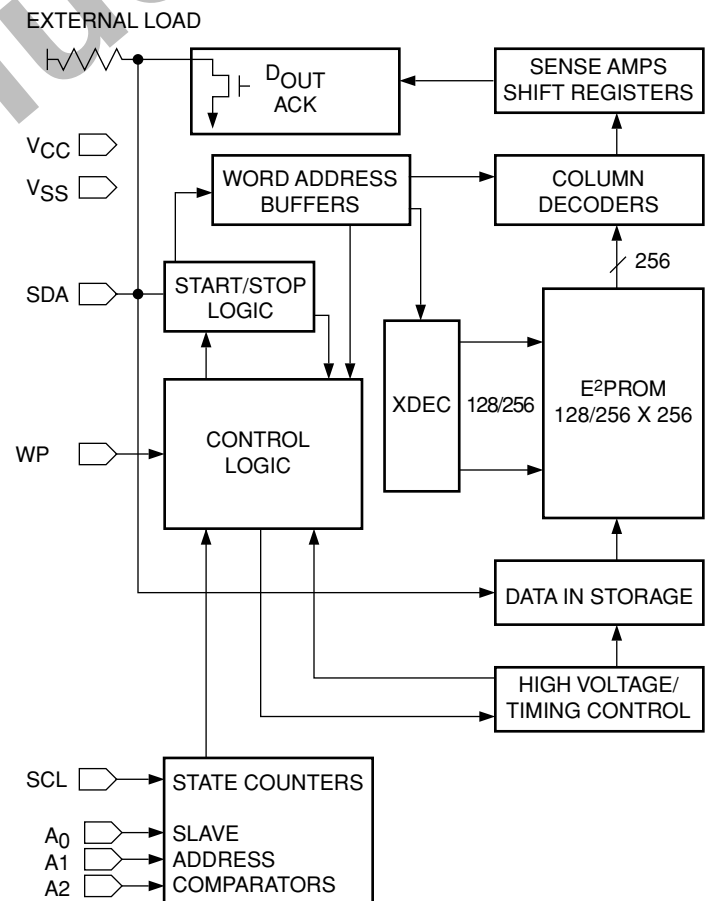 EXTERNAL LOAD
DOUT
ACK
SENSE AMPS
SHIFT REGISTERS
VCC
VSS
WORD ADDRESS
BUFFERS
COLUMN
DECODERS
256
SDA
START/STOP
LOGIC
XDEC
128/256
E2PROM
128/256 X 256
WP
CONTROL
LOGIC
DATA IN STORAGE
HIGH VOLTAGE/
TIMING CONTROL
SCL
STATE COUNTERS
A0
SLAVE
A1
ADDRESS
A2
COMPARATORS